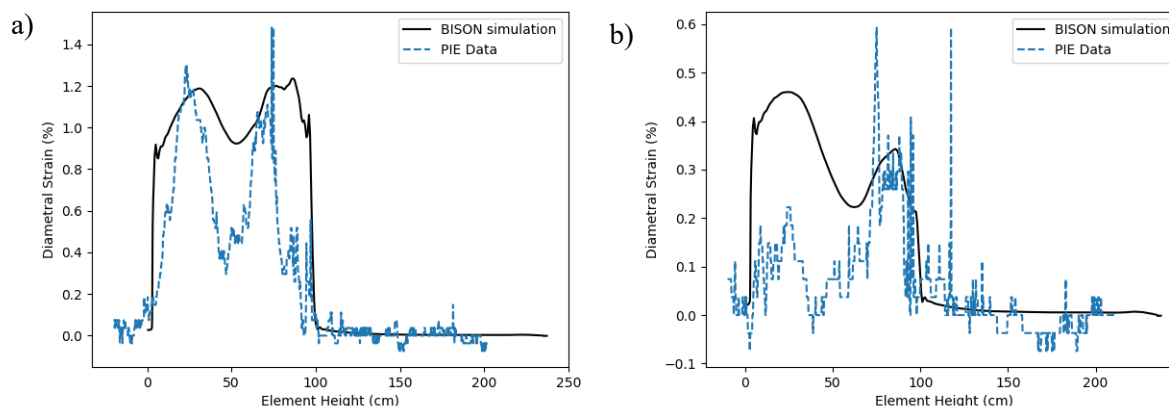 a)
BISON simulation
PIE Data
Diametral Strain (%)
1.4
1.2
1.0
0.8
0.6
0.4
0.2
0.0
0
50
100
150
200
250
Element Height (cm)
b)
BISON simulation
PIE Data
Diametral Strain (%)
0.6
0.5
0.4
0.3
0.2
0.1
0.0
−0.1
0
50
100
150
200
Element Height (cm)